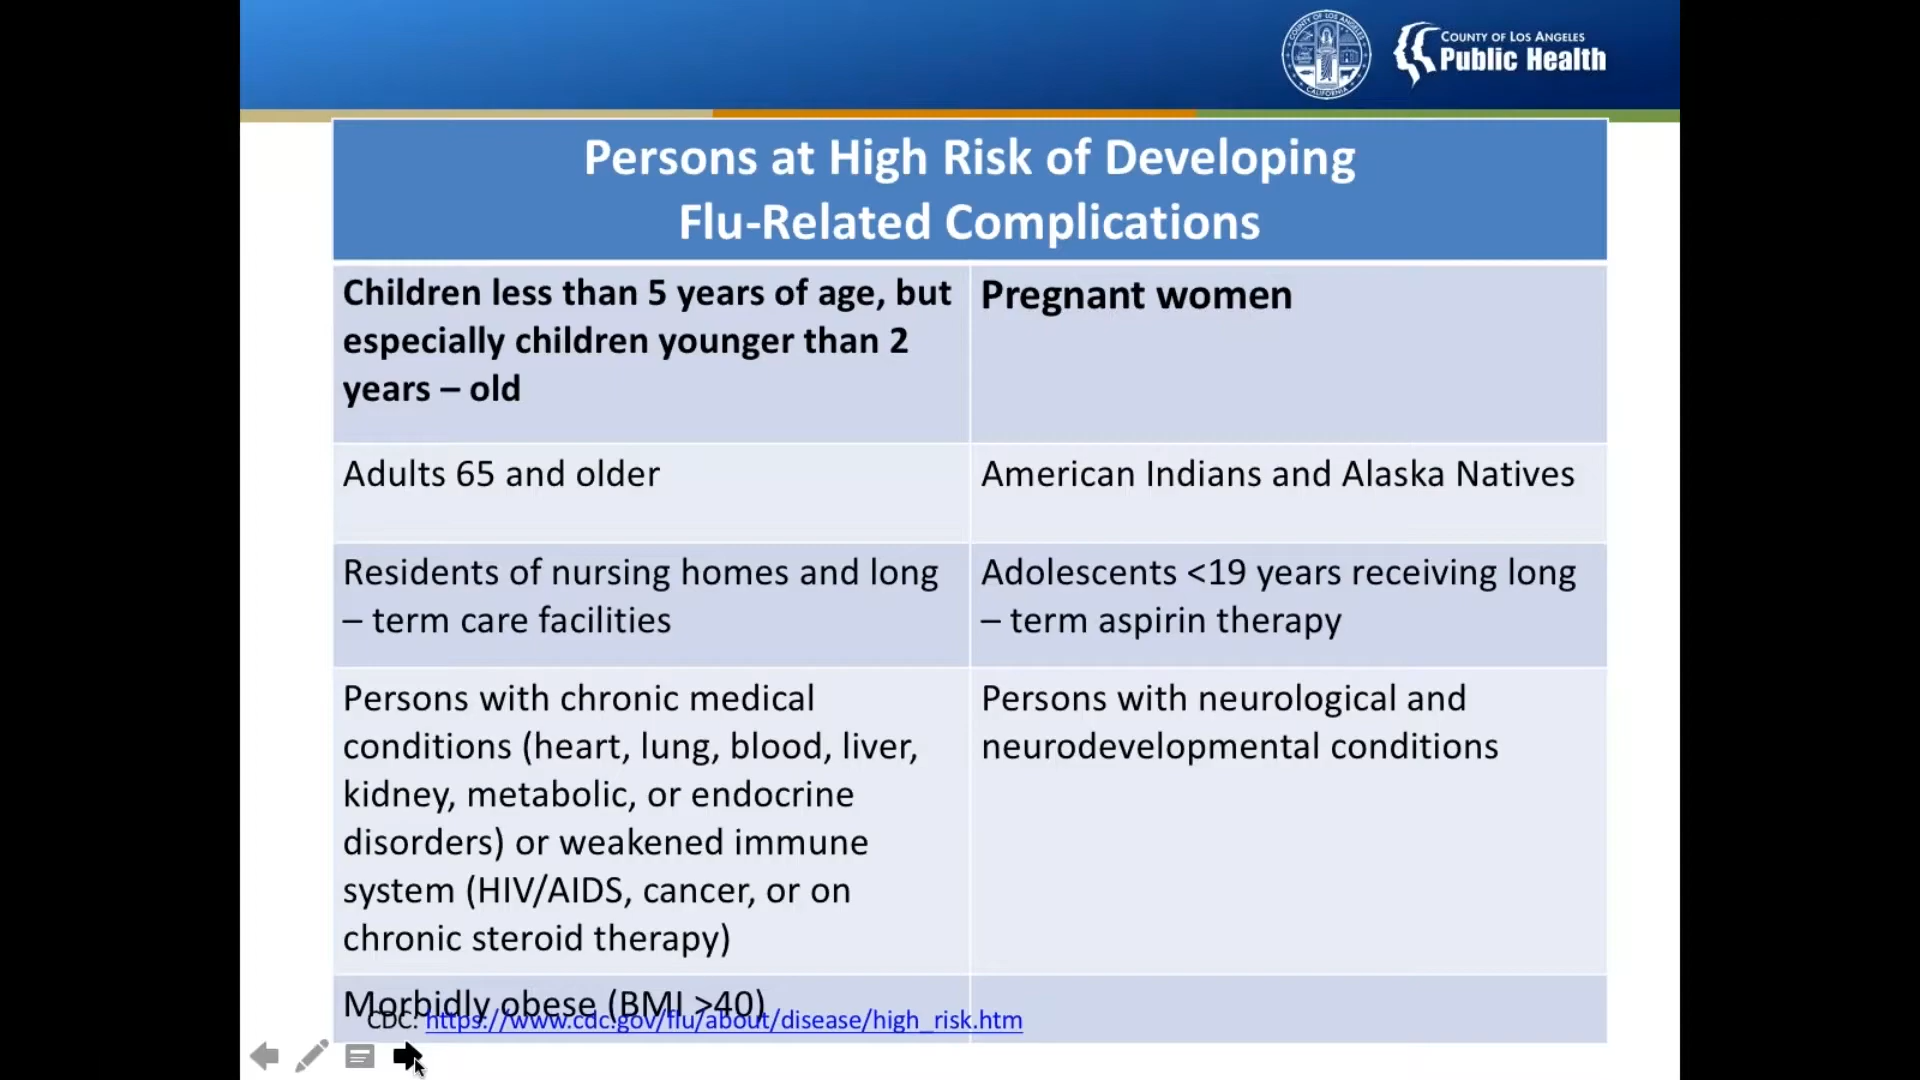 COUNTY OF LOS ANGELES
CALIFORNIA
COUNTY OF LOS ANGELES
Public Health
Persons at High Risk of Developing
Flu-Related Complications
Children less than 5 years of age, but
especially children younger than 2
years – old
Pregnant women
Adults 65 and older
American Indians and Alaska Natives
Residents of nursing homes and long
– term care facilities
Adolescents <19 years receiving long
– term aspirin therapy
Persons with chronic medical
conditions (heart, lung, blood, liver,
kidney, metabolic, or endocrine
disorders) or weakened immune
system (HIV/AIDS, cancer, or on
chronic steroid therapy)
Persons with neurological and
neurodevelopmental conditions
Morbidly obese (BMI >40)
CDC: https://www.cdc.gov/flu/about/disease/high_risk.htm